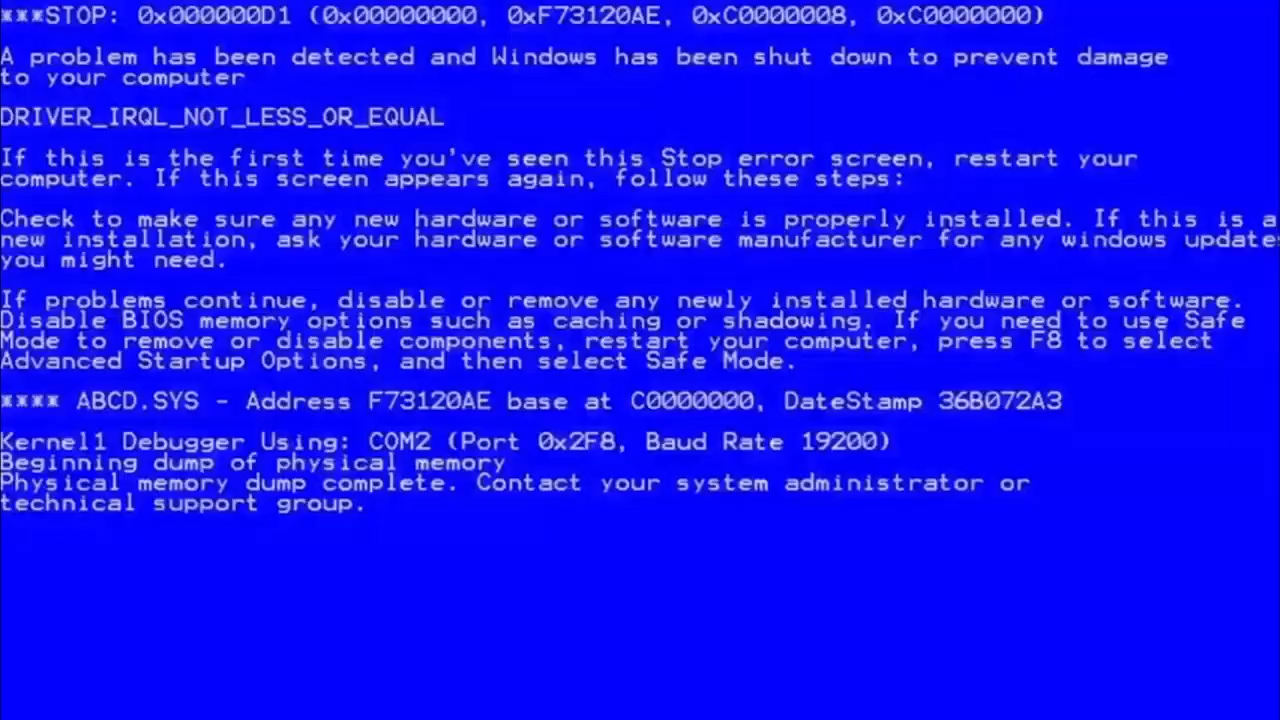 ***STOP: 0x000000D1 (0x00000000, 0xF73120AE, 0xC0000008, 0xC0000000)
A problem has been detected and Windows has been shut down to prevent damage
to your computer
DRIVER_IRQL_NOT_LESS_OR_EQUAL
If this is the first time you've seen this Stop error screen, restart your
computer. If this screen appears again, follow these steps:
Check to make sure any new hardware or software is properly installed. If this is a
new installation, ask your hardware or software manufacturer for any windows updates
you might need.
If problems continue, disable or remove any newly installed hardware or software.
Disable BIOS memory options such as caching or shadowing. If you need to use Safe
Mode to remove or disable components, restart your computer, press F8 to select
Advanced Startup Options, and then select Safe Mode.
**** ABCD.SYS - Address F73120AE base at C0000000, DateStamp 36B072A3
Kernel1 Debugger Using: COM2 (Port 0x2F8, Baud Rate 19200)
Beginning dump of physical memory
Physical memory dump complete. Contact your system administrator or
technical support group.